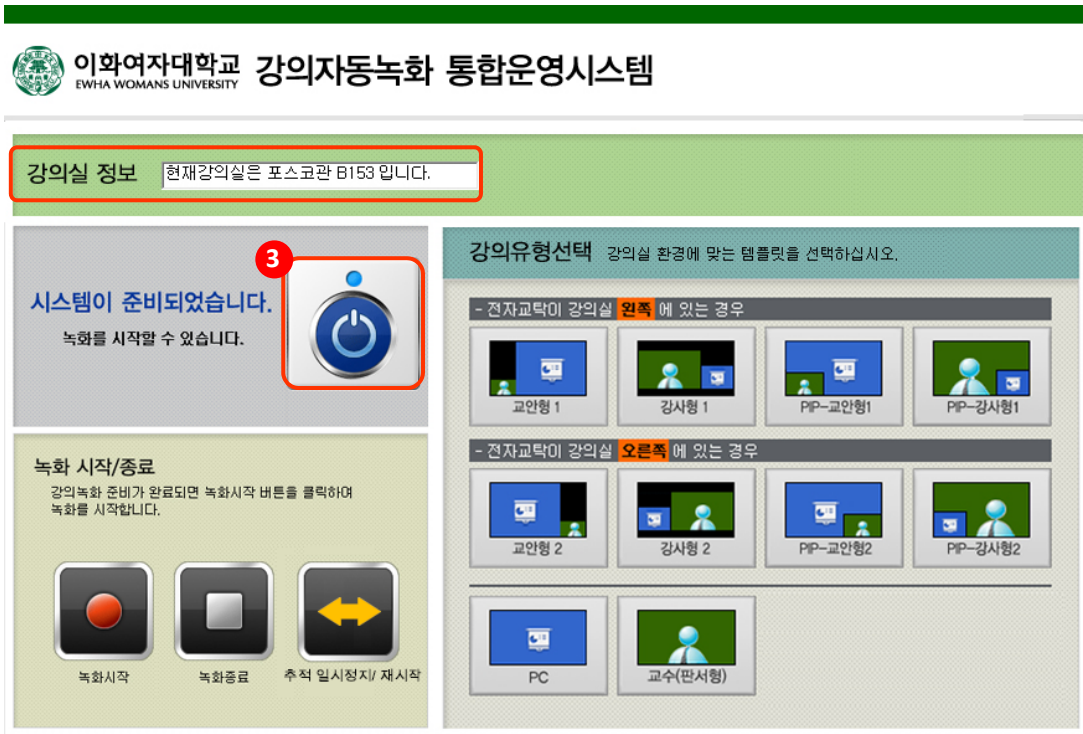 이화여자대학교
EWHA WOMANS UNIVERSITY
강의자동녹화 통합운영시스템
강의실 정보
현재강의실은 포스코관 B153 입니다.
3
시스템이 준비되었습니다.
녹화를 시작할 수 있습니다.
녹화 시작/종료
강의녹화 준비가 완료되면 녹화시작 버튼을 클릭하여
녹화를 시작합니다.
녹화시작
녹화종료
추적 일시정지/ 재시작
강의유형선택 강의실 환경에 맞는 템플릿을 선택하십시오.
- 전자교탁이 강의실 왼쪽 에 있는 경우
교안형 1
강사형 1
PIP-교안형1
PIP-강사형1
- 전자교탁이 강의실 오른쪽 에 있는 경우
교안형 2
강사형 2
PIP-교안형2
PIP-강사형2
PC
교수(판서형)